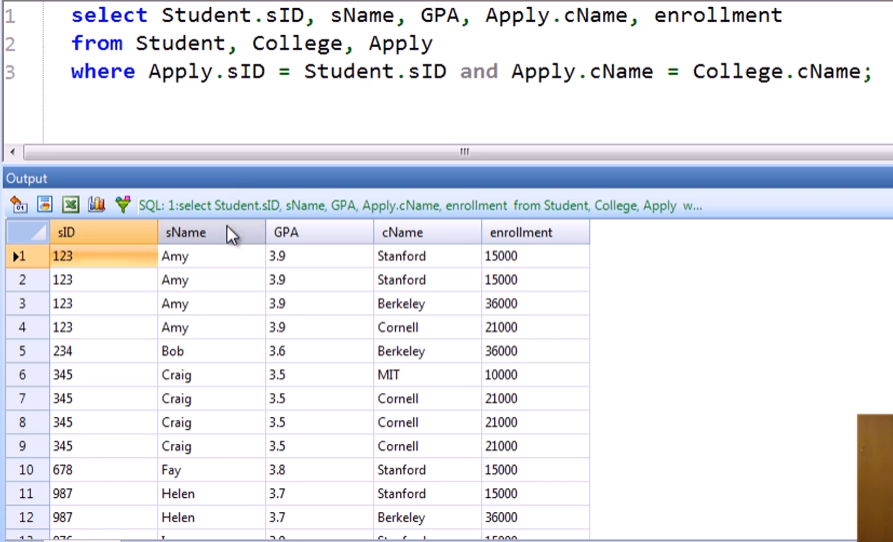 1 select Student.sID, sName, GPA, Apply.cName, enrollment
2 from Student, College, Apply
3 where Apply.sID = Student.sID and Apply.cName = College.cName;
Output
SQL: 1:select Student.sID, sName, GPA, Apply.cName, enrollment from Student, College, Apply w...
sID sName GPA cName enrollment
1 123 Amy 3.9 Stanford 15000
2 123 Amy 3.9 Stanford 15000
3 123 Amy 3.9 Berkeley 36000
4 123 Amy 3.9 Cornell 21000
5 234 Bob 3.6 Berkeley 36000
6 345 Craig 3.5 MIT 10000
7 345 Craig 3.5 Cornell 21000
8 345 Craig 3.5 Cornell 21000
9 345 Craig 3.5 Cornell 21000
10 678 Fay 3.8 Stanford 15000
11 987 Helen 3.7 Stanford 15000
12 987 Helen 3.7 Berkeley 36000